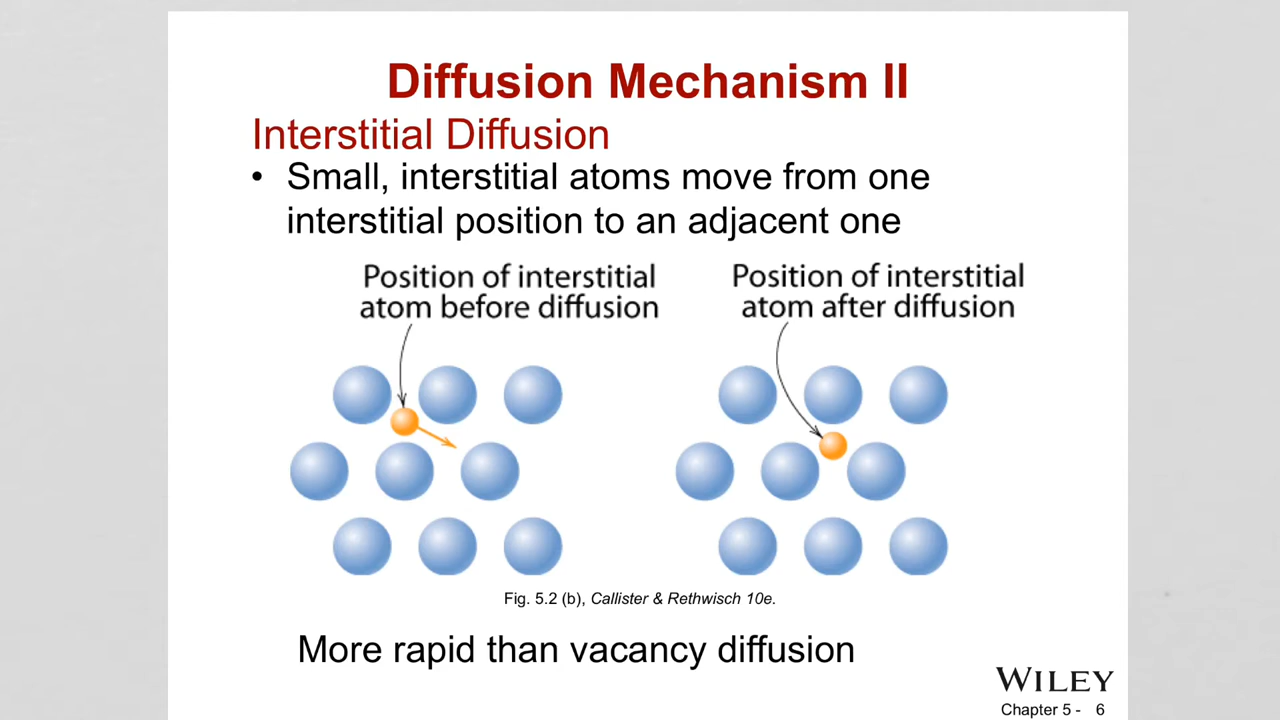 Diffusion Mechanism II
Interstitial Diffusion
• Small, interstitial atoms move from one
interstitial position to an adjacent one
Position of interstitial
atom before diffusion
Position of interstitial
atom after diffusion
Fig. 5.2 (b), Callister & Rethwisch 10e.
More rapid than vacancy diffusion
WILEY
Chapter 5 - 6